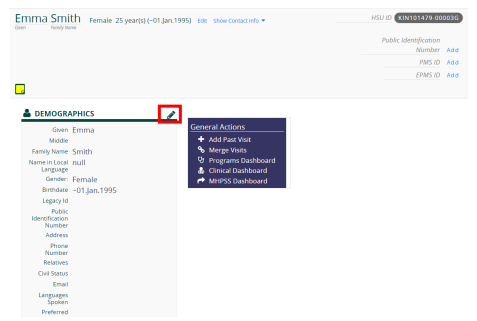 Emma Smith Female 25 year(s) (~01.Jan.1995) Edit Show Contact Info
Given Family Name
HSU ID KIN101479-00003G
Public Identification
Number Add
PMS ID Add
EPMS ID Add
DEMOGRAPHICS
Given Emma
Middle
Family Name Smith
Name in Local null
Language
Gender: Female
Birthdate ~01.Jan.1995
Legacy Id
Public
Identification
Number
Address
Phone
Number
Relatives
Civil Status
Email
Languages
Spoken
Preferred
General Actions
Add Past Visit
Merge Visits
Programs Dashboard
Clinical Dashboard
MHPSS Dashboard